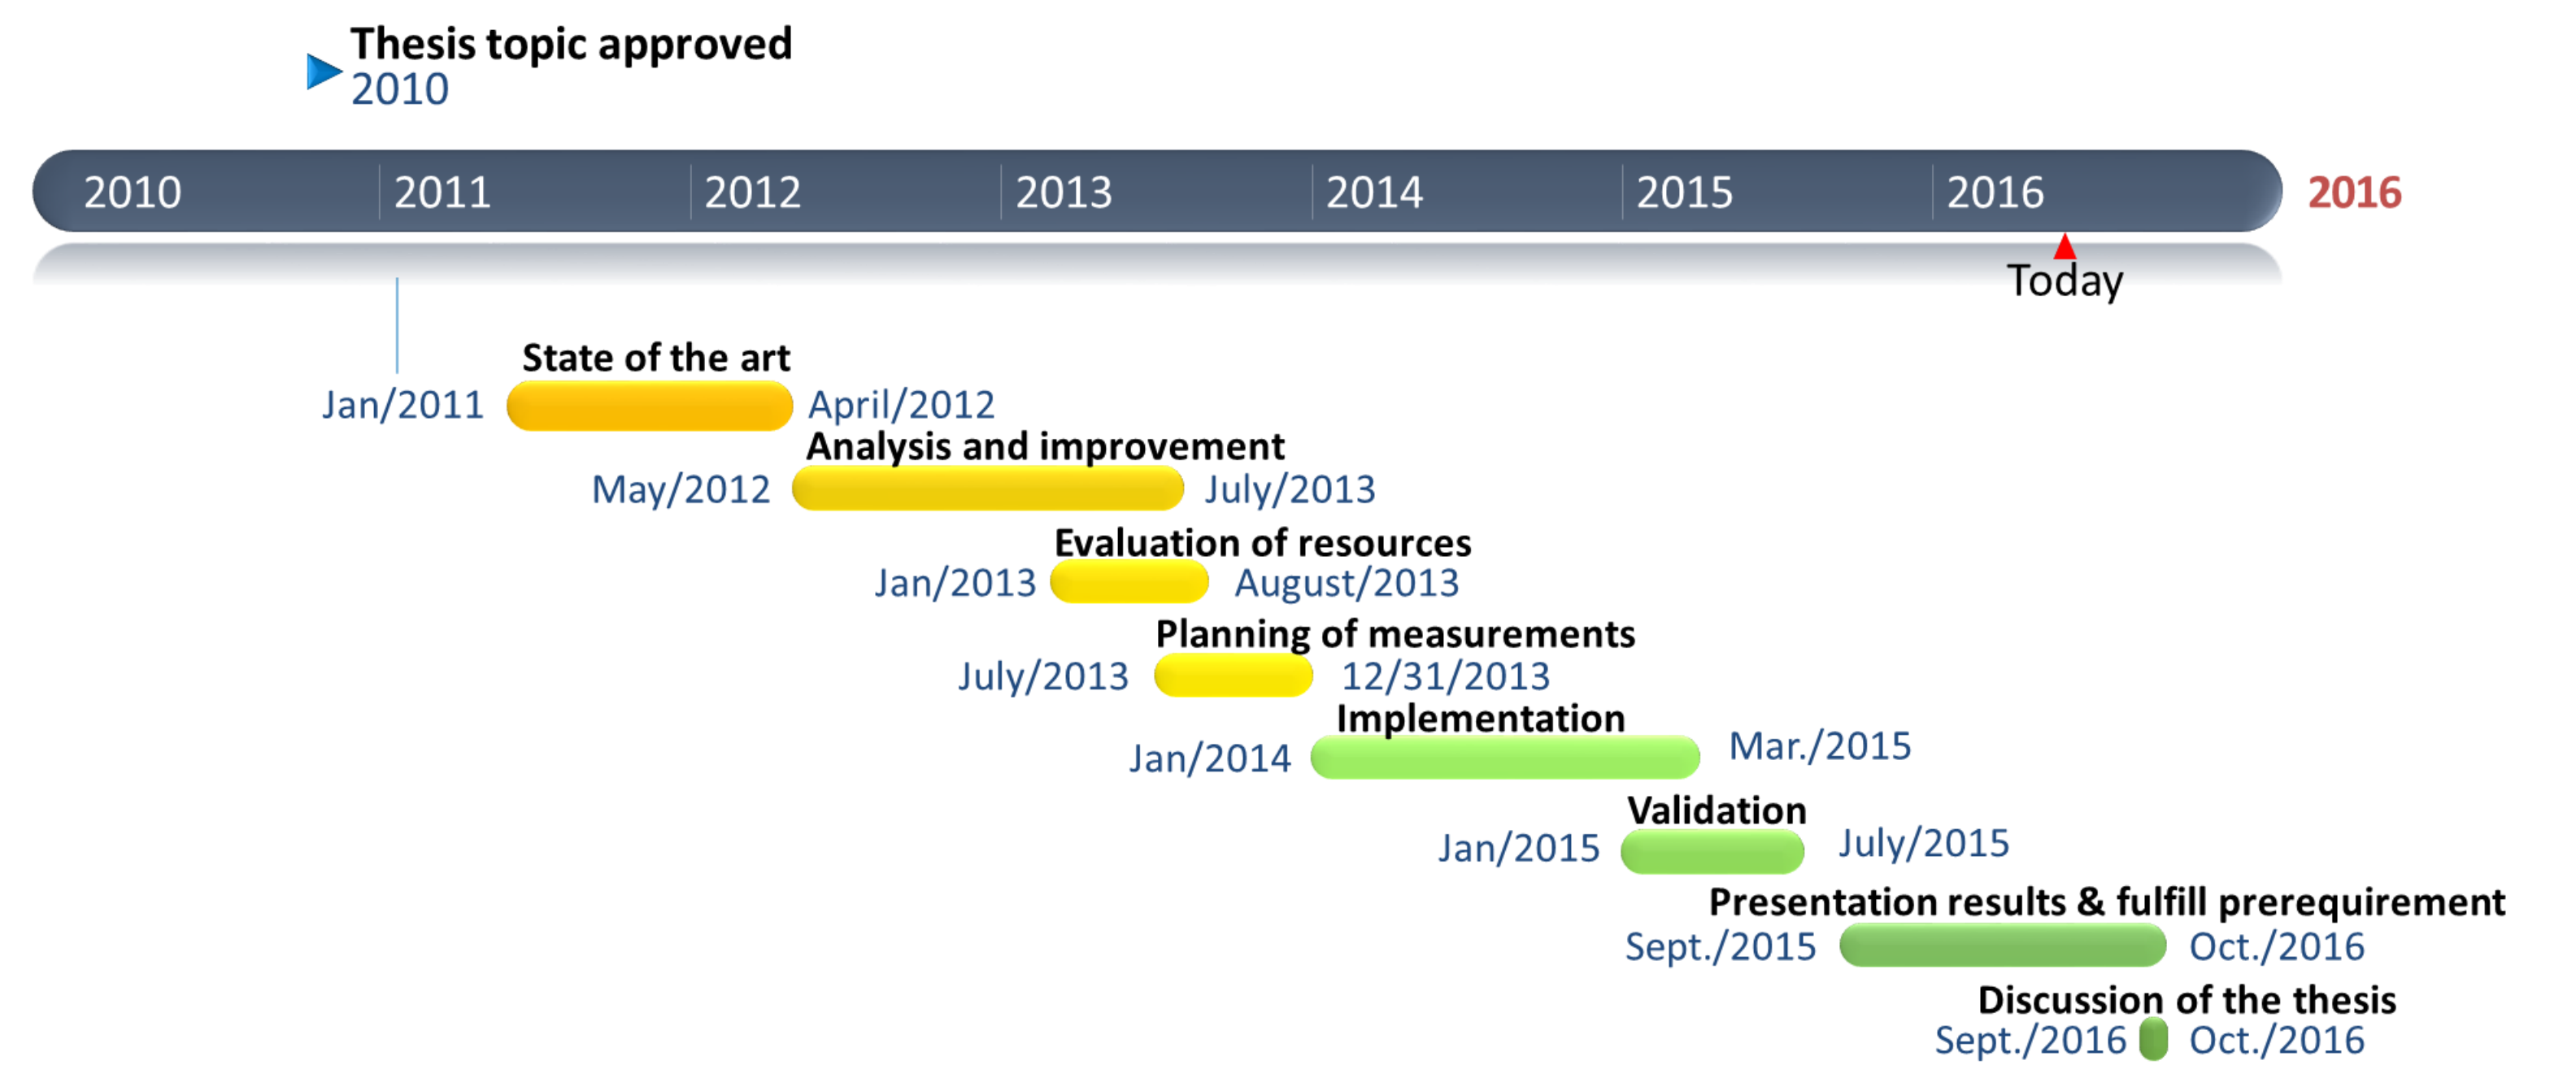 Thesis topic approved
2010
2010 2011 2012 2013 2014 2015 2016 2016
Today
State of the art
Jan/2011 April/2012
Analysis and improvement
May/2012 July/2013
Evaluation of resources
Jan/2013 August/2013
Planning of measurements
July/2013 12/31/2013
Implementation
Jan/2014 Mar./2015
Validation
Jan/2015 July/2015
Presentation results & fulfill prerequirement
Sept./2015 Oct./2016
Discussion of the thesis
Sept./2016 Oct./2016